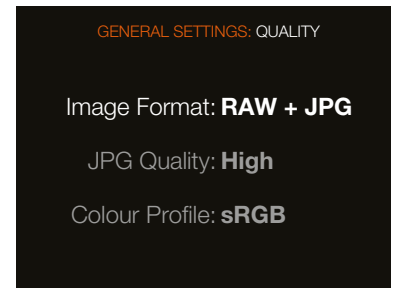 GENERAL SETTINGS: QUALITY
Image Format: RAW + JPG
JPG Quality: High
Colour Profile: sRGB